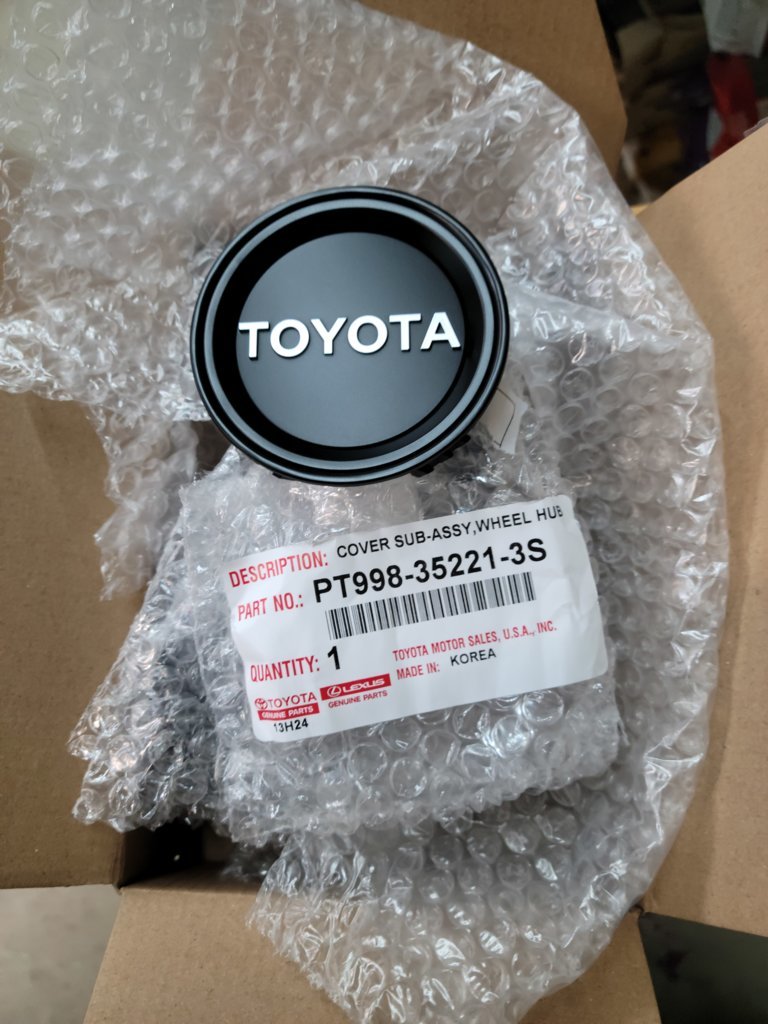 TOYOTA
DESCRIPTION: COVER SUB-ASSY,WHEEL HUB
PART NO.: PT998-35221-3S
QUANTITY: 1
TOYOTA MOTOR SALES, U.S.A., INC.
MADE IN: KOREA
TOYOTA
GENUINE PARTS
LEXUS
GENUINE PARTS
13H24